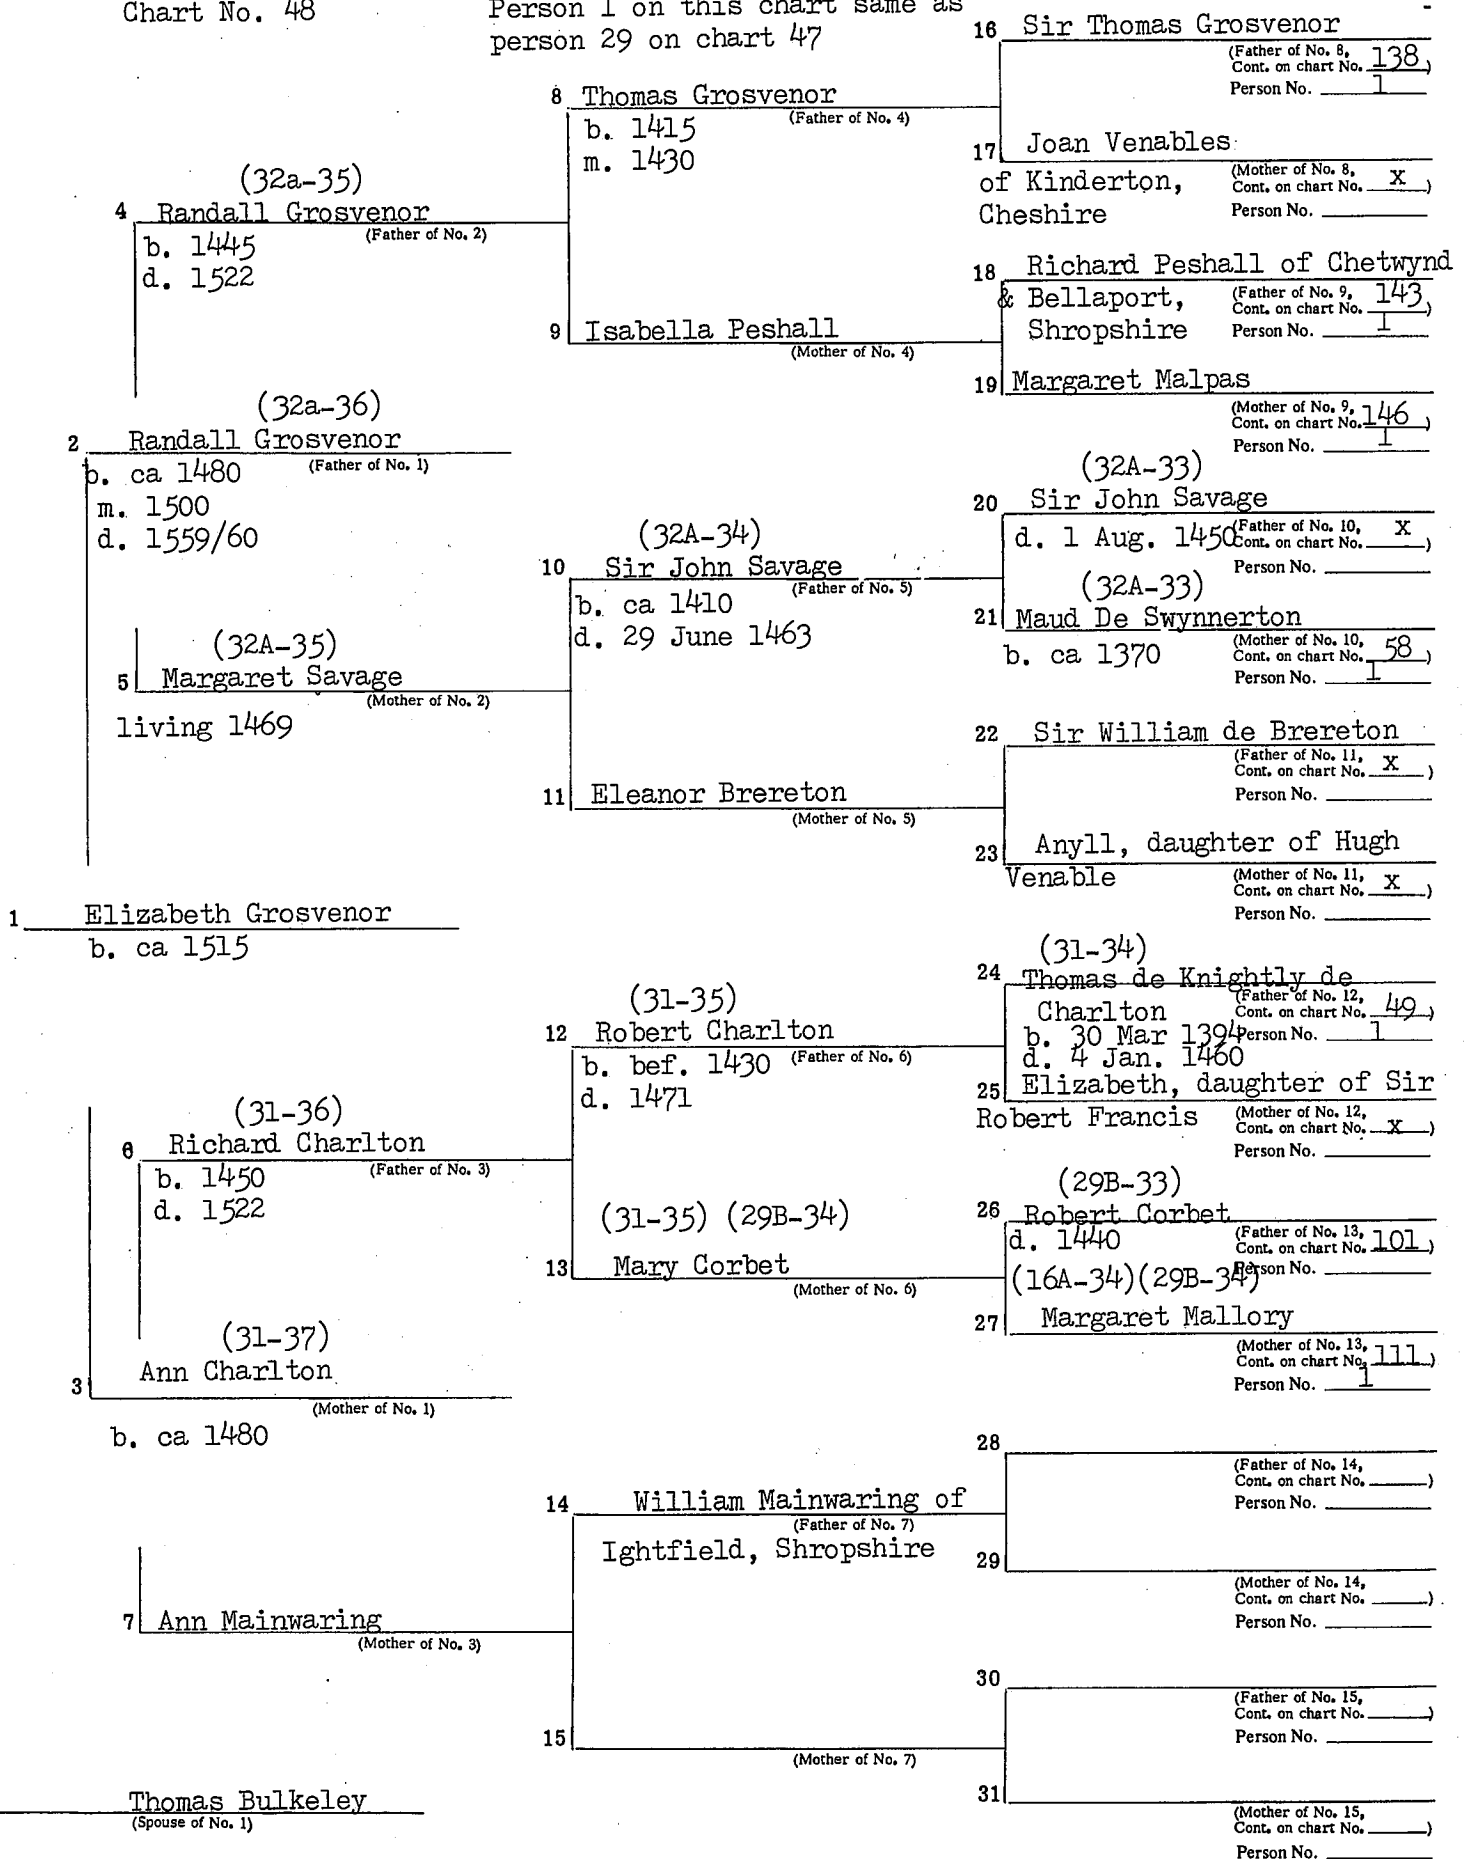 Chart No. 48
Person 1 on this chart same as
person 29 on chart 47
16 Sir Thomas Grosvenor
(Father of No. 8,
Cont. on chart No. 138)
Person No. 1
8 Thomas Grosvenor
(Father of No. 4)
b. 1415
m. 1430
17 Joan Venables
of Kinderton,
Cheshire
(Mother of No. 8,
Cont. on chart No. x)
Person No.
(32a-35)
4 Randall Grosvenor
(Father of No. 2)
b. 1445
d. 1522
18 Richard Peshall of Chetwynd
& Bellaport,
Shropshire
(Father of No. 9,
Cont. on chart No. 143)
Person No. 1
9 Isabella Peshall
(Mother of No. 4)
19 Margaret Malpas
(Mother of No. 9,
Cont. on chart No. 146)
Person No. 1
(32a-36)
2 Randall Grosvenor
(Father of No. 1)
b. ca 1480
m. 1500
d. 1559/60
(32A-33)
20 Sir John Savage
d. 1 Aug. 1450
(Father of No. 10,
Cont. on chart No. x)
Person No.
(32A-34)
10 Sir John Savage
(Father of No. 5)
b. ca 1410
d. 29 June 1463
(32A-33)
21 Maud De Swynnerton
b. ca 1370
(Mother of No. 10,
Cont. on chart No. 58)
Person No. 1
(32A-35)
5 Margaret Savage
(Mother of No. 2)
living 1469
22 Sir William de Brereton
(Father of No. 11,
Cont. on chart No. x)
Person No.
11 Eleanor Brereton
(Mother of No. 5)
23 Anyll, daughter of Hugh
Venable
(Mother of No. 11,
Cont. on chart No. x)
Person No.
1 Elizabeth Grosvenor
b. ca 1515
(31-34)
24 Thomas de Knightly de
Charlton
b. 30 Mar 1394
d. 4 Jan. 1460
(Father of No. 12,
Cont. on chart No. 49)
Person No. 1
(31-35)
12 Robert Charlton
(Father of No. 6)
b. bef. 1430
d. 1471
25 Elizabeth, daughter of Sir
Robert Francis
(Mother of No. 12,
Cont. on chart No. x)
Person No.
(31-36)
6 Richard Charlton
(Father of No. 3)
b. 1450
d. 1522
(29B-33)
26 Robert Corbet
d. 1440
(Father of No. 13,
Cont. on chart No. 101)
Person No.
(31-35) (29B-34)
13 Mary Corbet
(Mother of No. 6)
(16A-34)(29B-34)
27 Margaret Mallory
(Mother of No. 13,
Cont. on chart No. 111)
Person No. 1
(31-37)
Ann Charlton
3
(Mother of No. 1)
b. ca 1480
28
(Father of No. 14,
Cont. on chart No. )
Person No.
14 William Mainwaring of
(Father of No. 7)
Ightfield, Shropshire
29
(Mother of No. 14,
Cont. on chart No. )
Person No.
7 Ann Mainwaring
(Mother of No. 3)
30
(Father of No. 15,
Cont. on chart No. )
Person No.
15
(Mother of No. 7)
31
(Mother of No. 15,
Cont. on chart No. )
Person No.
Thomas Bulkeley
(Spouse of No. 1)